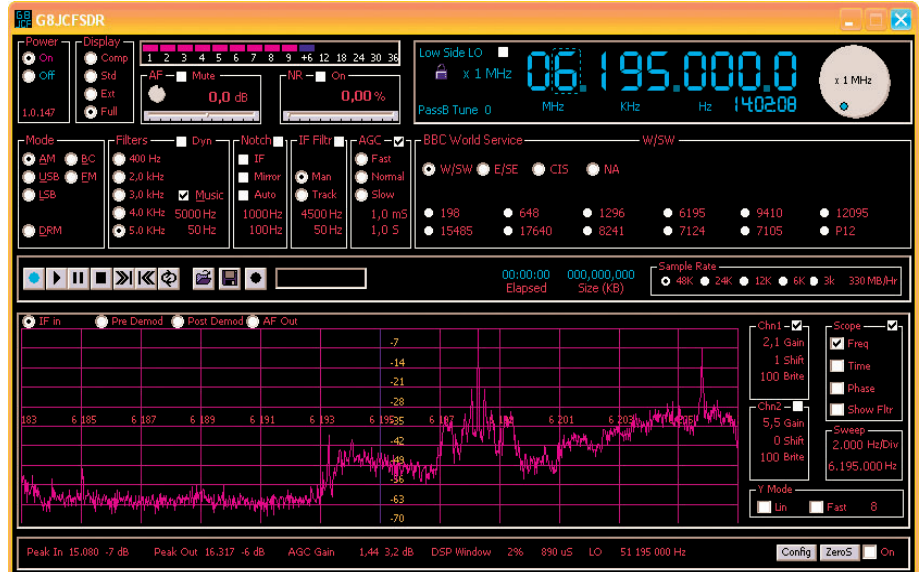 G8JCFSDR
Power Display
On Comp
Off Std
Ext
1.0.147 Full
1 2 3 4 5 6 7 8 9 +6 12 18 24 30 36
AF Mute NR On
0,0 dB 0,00 %
Low Side LO
x 1 MHz 06.195.000.0 x 1 MHz
PassB Tune 0 MHz KHz Hz 14:02:08
Mode Filters Dyn Notch IF Filtr AGC BBC World Service W/SW
AM BC 400 Hz IF Fast
USB FM 2,0 kHz Mirror Man Normal W/SW E/SE CIS NA
LSB 3,0 kHz Music Auto Track Slow
4.0 KHz 5000 Hz 1000Hz 4500 Hz 1,0 mS 198 648 1296 6195 9410 12095
DRM 5.0 KHz 50 Hz 100Hz 50 Hz 1,0 S 15485 17640 8241 7124 7105 P12
00:00:00 000,000,000
Elapsed Size (KB)
Sample Rate
48K 24K 12K 6K 3k 330 MB/Hr
IF in Pre Demod Post Demod AF Out
-7
-14
-21
-28
183 6 185 6 187 6 189 6 191 6 193 6 195 -35 6 197 6 201 6 203
-42
-49
-56
-63
-70
Chn1
2,1 Gain
1 Shift
100 Brite
Chn2
5,5 Gain
0 Shift
100 Brite
Scope
Freq
Time
Phase
Show Fltr
Sweep
2.000 Hz/Div
6.195.000 Hz
Y Mode
Lin Fast 8
Peak In 15.080 -7 dB Peak Out 16.317 -6 dB AGC Gain 1,44 3,2 dB DSP Window 2% 890 uS LO 51 195 000 Hz Config ZeroS On